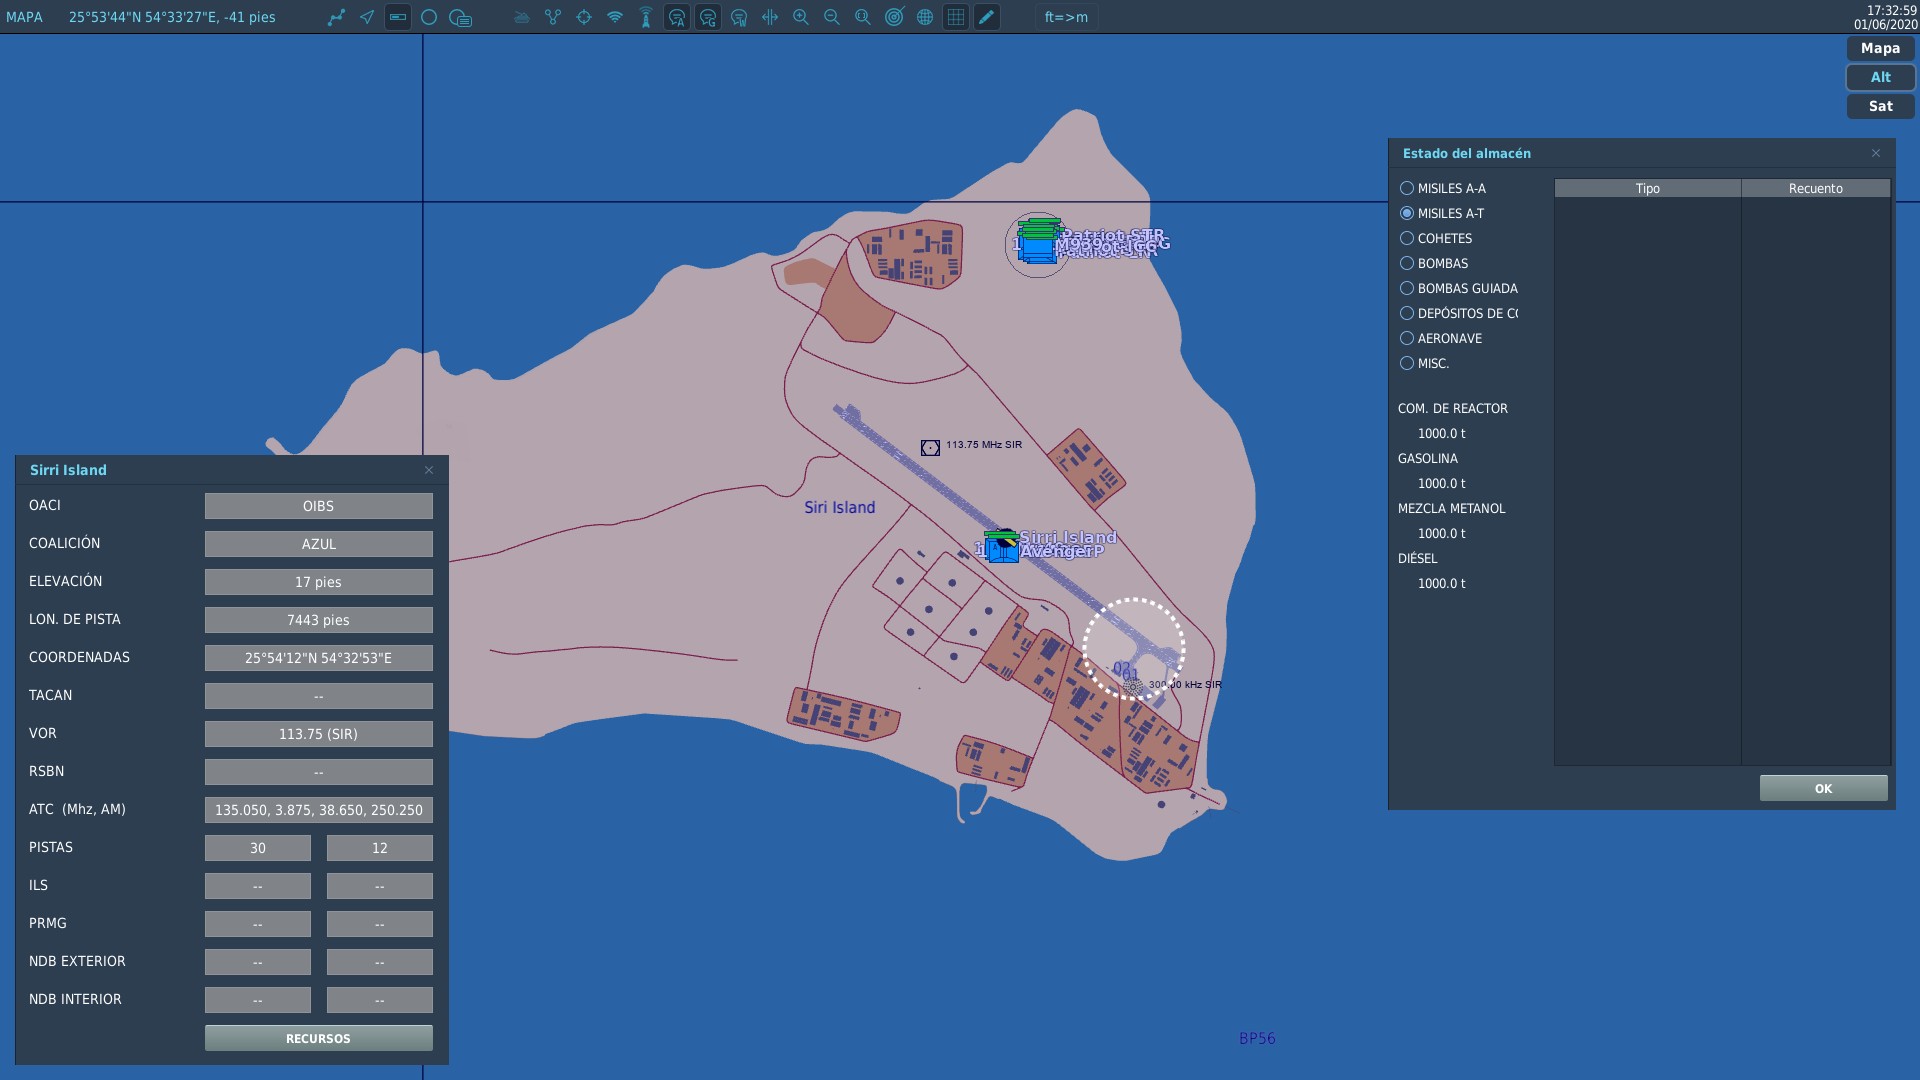 MAPA 25°53'44"N 54°33'27"E, -41 pies ft=>m 17:32:59
01/06/2020
Mapa
Alt
Sat
Estado del almacén
MISILES A-A
MISILES A-T
COHETES
BOMBAS
BOMBAS GUIADA
DEPÓSITOS DE CO
AERONAVE
MISC.
COM. DE REACTOR
1000.0 t
GASOLINA
1000.0 t
MEZCLA METANOL
1000.0 t
DIÉSEL
1000.0 t
Tipo Recuento
OK
Patriot STR
113.75 MHz SIR
Siri Island
Sirri Island
Avenger
300.00 kHz SIR
BP56
Sirri Island
OACI OIBS
COALICIÓN AZUL
ELEVACIÓN 17 pies
LON. DE PISTA 7443 pies
COORDENADAS 25°54'12"N 54°32'53"E
TACAN --
VOR 113.75 (SIR)
RSBN --
ATC (Mhz, AM) 135.050, 3.875, 38.650, 250.250
PISTAS 30 12
ILS -- --
PRMG -- --
NDB EXTERIOR -- --
NDB INTERIOR -- --
RECURSOS